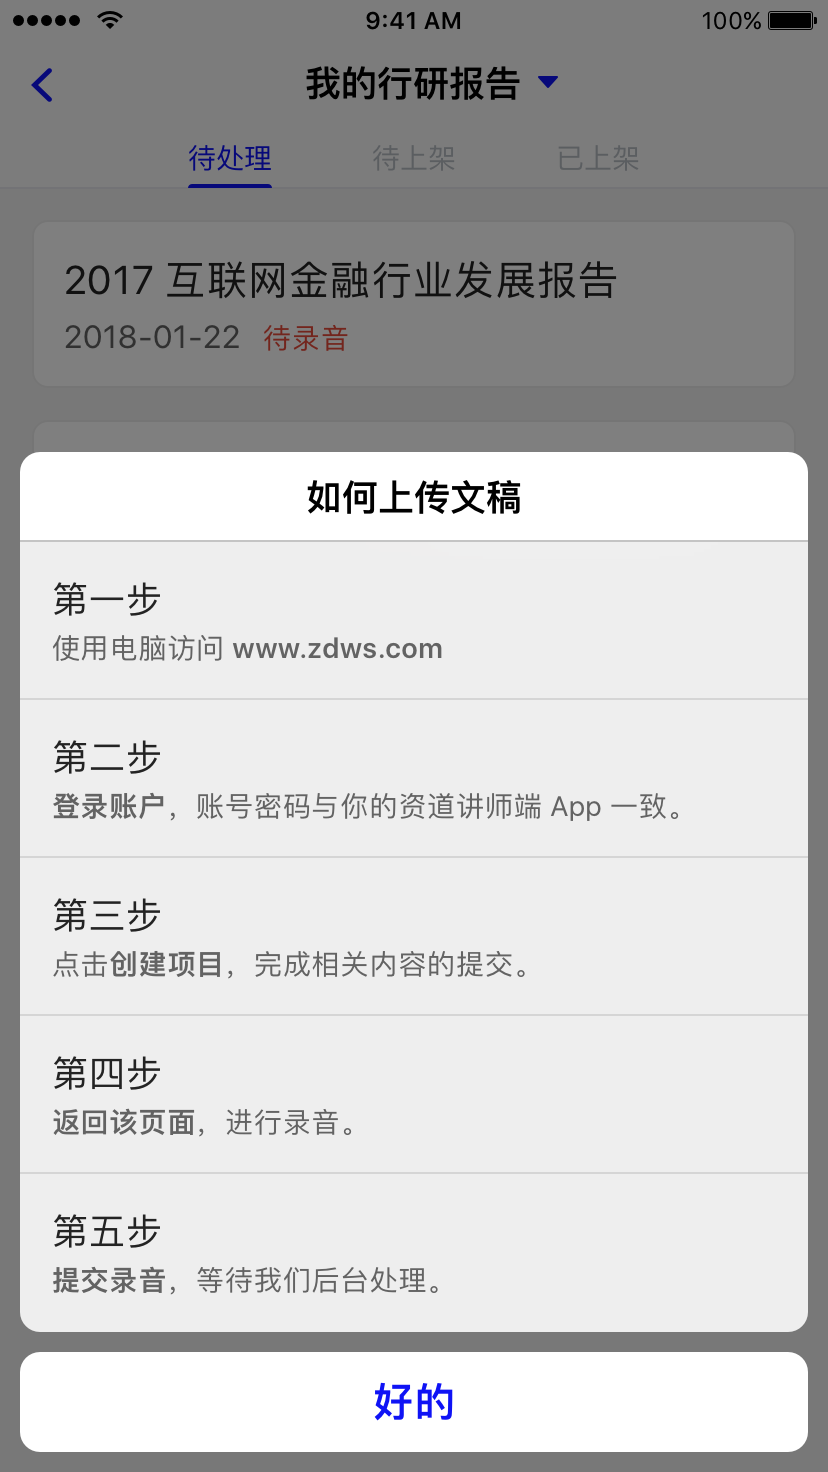 9:41 AM
100%
我的行研报告
待处理
待上架
已上架
2017 互联网金融行业发展报告
2018-01-22 待录音
如何上传文稿
第一步
使用电脑访问 www.zdws.com
第二步
登录账户，账号密码与你的资道讲师端 App 一致。
第三步
点击创建项目，完成相关内容的提交。
第四步
返回该页面，进行录音。
第五步
提交录音，等待我们后台处理。
好的